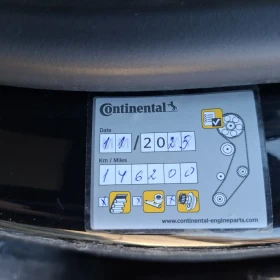 Continental
Date
11/2025
Km / Miles
146200
x x
www.continental-engineparts.com